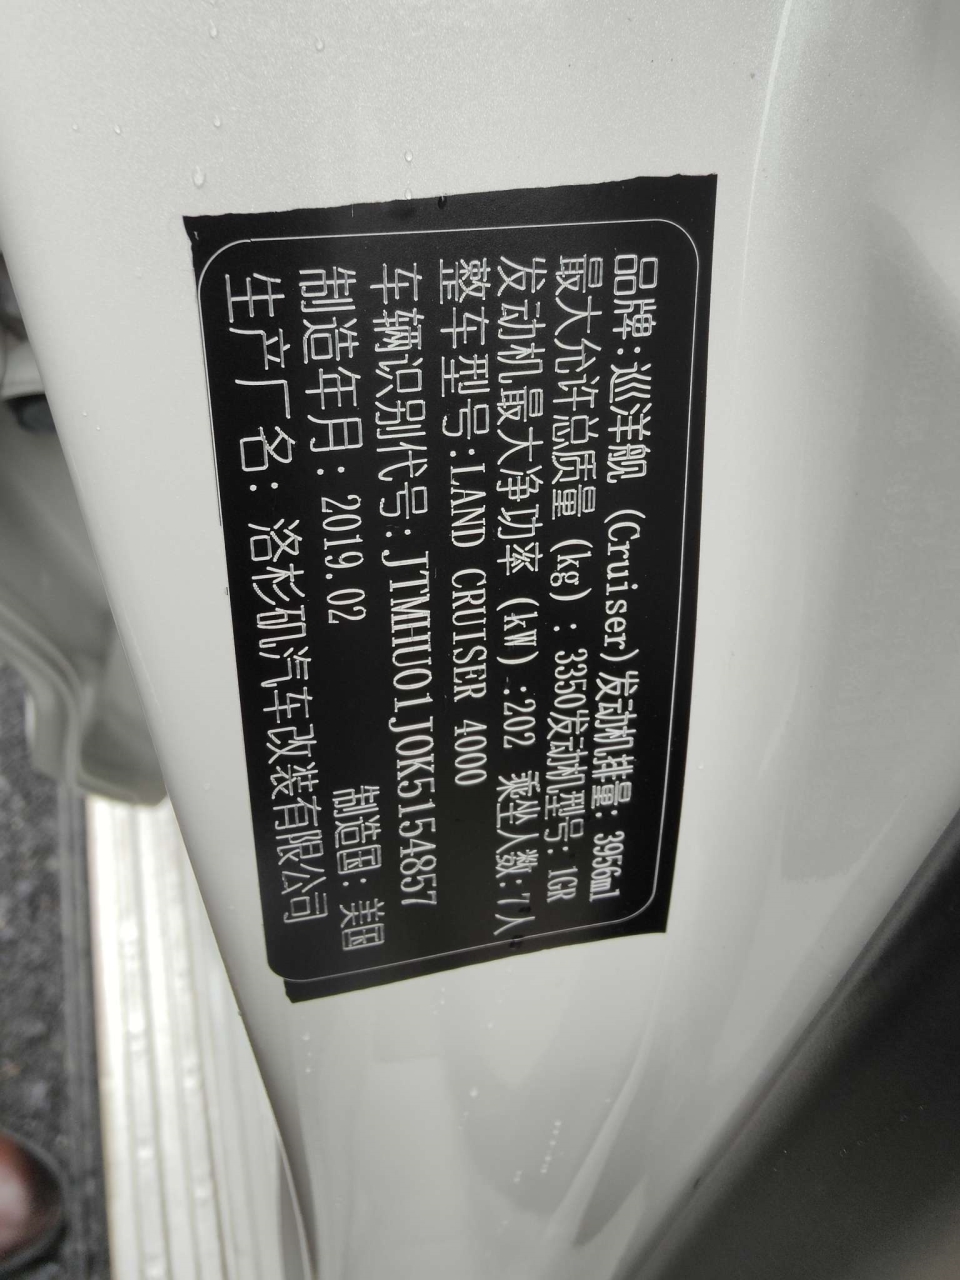 品牌:巡洋舰 (Cruiser)发动机排量: 3956ml
最大允许总质量 (kg) : 3350发动机型号: 1GR
发动机最大净功率 (kW) :202 乘坐人数:7人
整车型号:LAND CRUISER 4000
车辆识别代号:JTMHU01J0K5154857
制造年月: 2019.02 制造国: 美国
生产厂名: 洛杉矶汽车改装有限公司